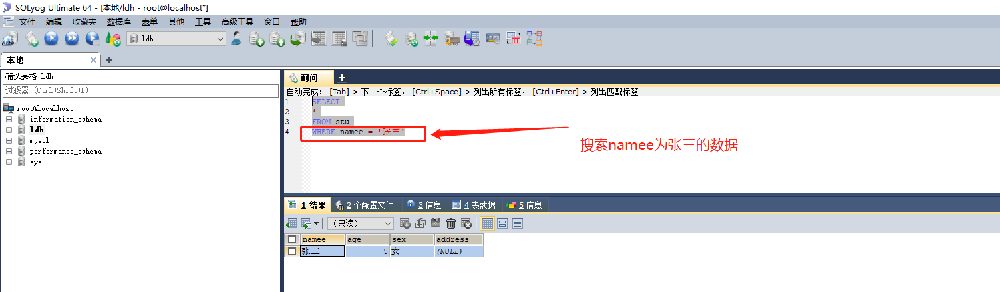 SQLyog Ultimate 64 - [本地/ldh - root@localhost*]
文件 编辑 收藏夹 数据库 表单 其他 工具 高级工具 窗口 帮助
ldh
本地
筛选表格 ldh
过滤器 (Ctrl+Shift+B)
root@localhost
information_schema
ldh
mysql
performance_schema
sys
询问
自动完成： [Tab]-> 下一个标签， [Ctrl+Space]-> 列出所有标签， [Ctrl+Enter]-> 列出匹配标签
1 SELECT
2 *
3 FROM stu
4 WHERE namee = '张三'
搜索namee为张三的数据
1 结果 2 个配置文件 3 信息 4 表数据 5 信息
（只读）
namee age sex address
张三 5 女 (NULL)